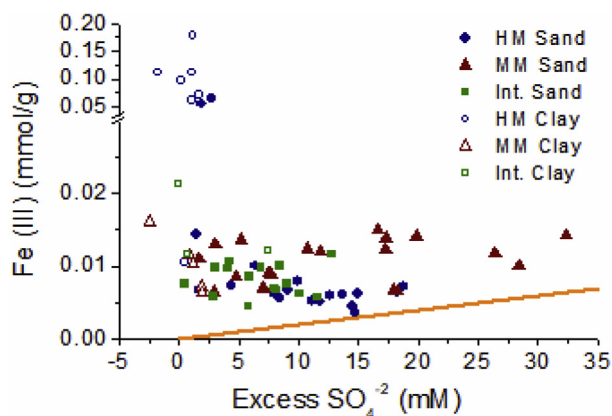 0.20
0.15
0.10
0.05
0.02
0.01
0.00
Fe (III) (mmol/g)
HM Sand
MM Sand
Int. Sand
HM Clay
MM Clay
Int. Clay
-5 0 5 10 15 20 25 30 35
Excess SO₄⁻² (mM)